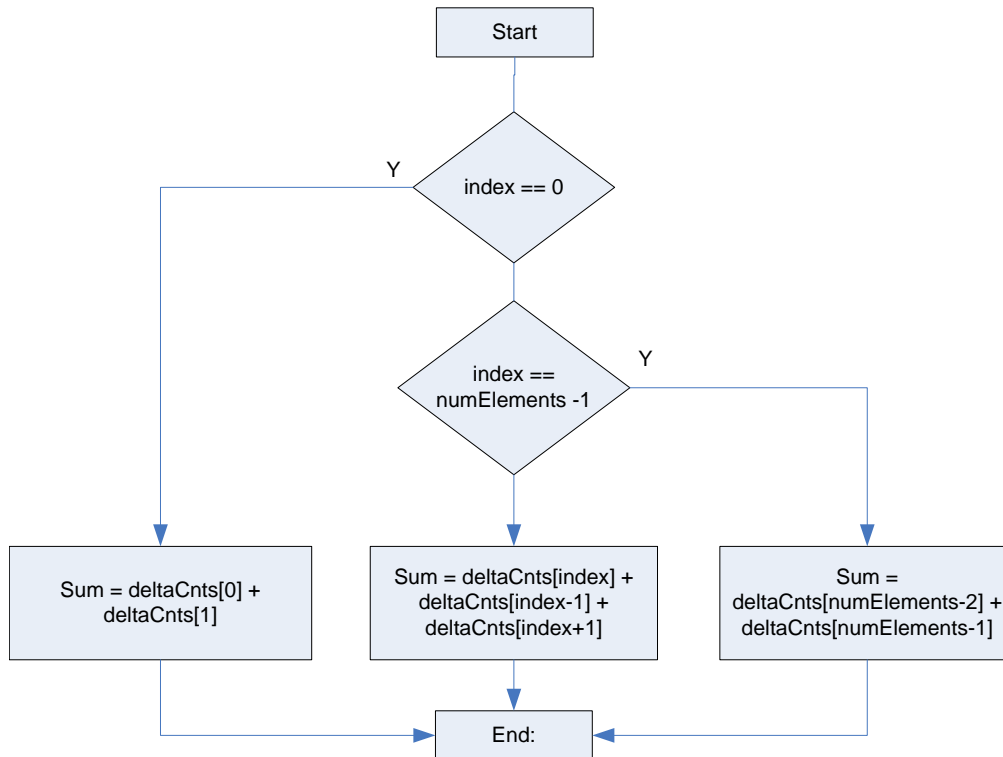 Start
Y
index == 0
Y
index ==
numElements -1
Sum = deltaCnts[0] +
deltaCnts[1]
Sum = deltaCnts[index] +
deltaCnts[index-1] +
deltaCnts[index+1]
Sum =
deltaCnts[numElements-2] +
deltaCnts[numElements-1]
End: